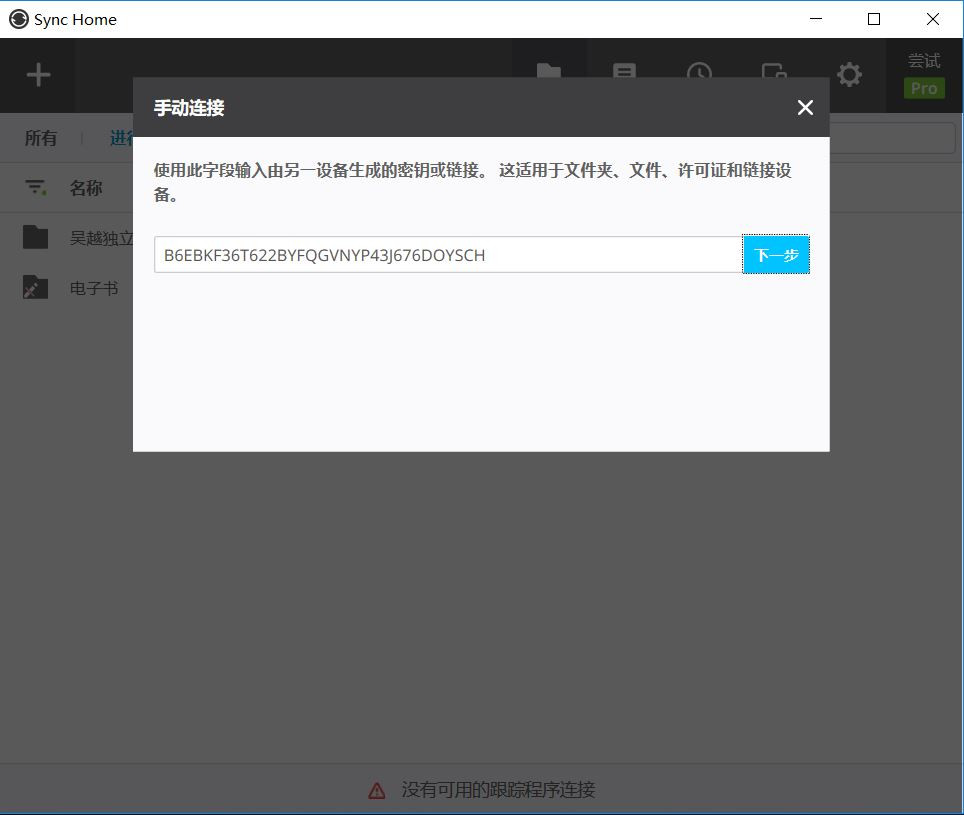 Sync Home
尝试
Pro
手动连接
所有
进行
使用此字段输入由另一设备生成的密钥或链接。 这适用于文件夹、文件、许可证和链接设
备。
名称
吴越独立
B6EBKF36T622BYFQGVNYP43J676DOYSCH
下一步
电子书
没有可用的跟踪程序连接